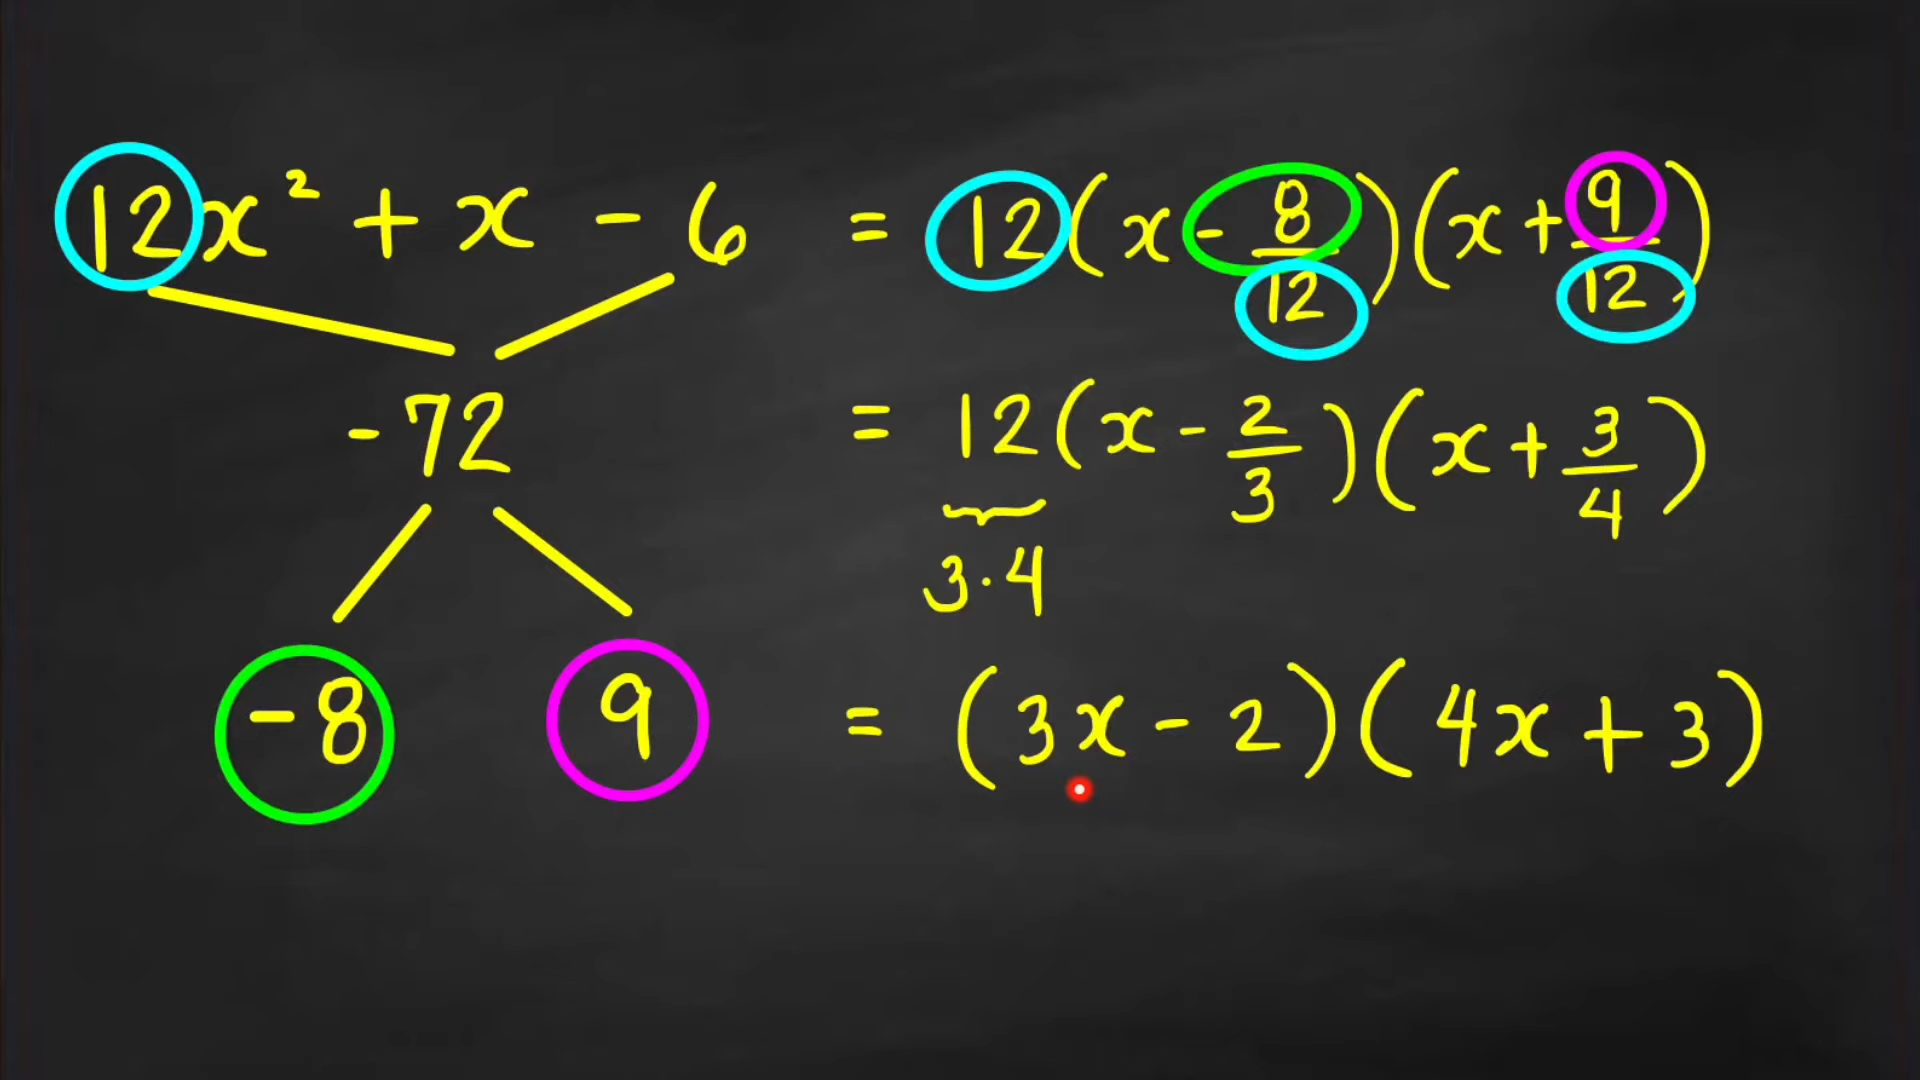 12x² + x - 6 = 12(x - 8/12)(x + 9/12)
-72
-8 9
= 12(x - 2/3)(x + 3/4)
3·4
= (3x - 2)(4x + 3)